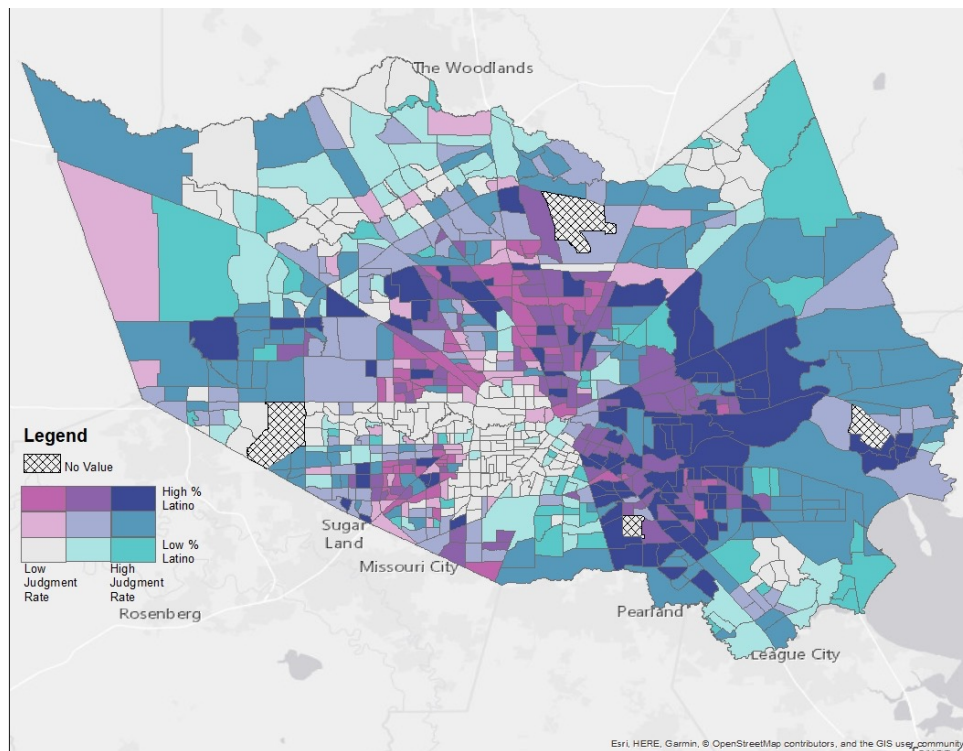 The Woodlands
Legend
No Value
High %
Latino
Low %
Latino
Low
Judgment
Rate
High
Judgment
Rate
Sugar
Land
Missouri City
Rosenberg
Pearland
League City
Esri, HERE, Garmin, © OpenStreetMap contributors, and the GIS user community